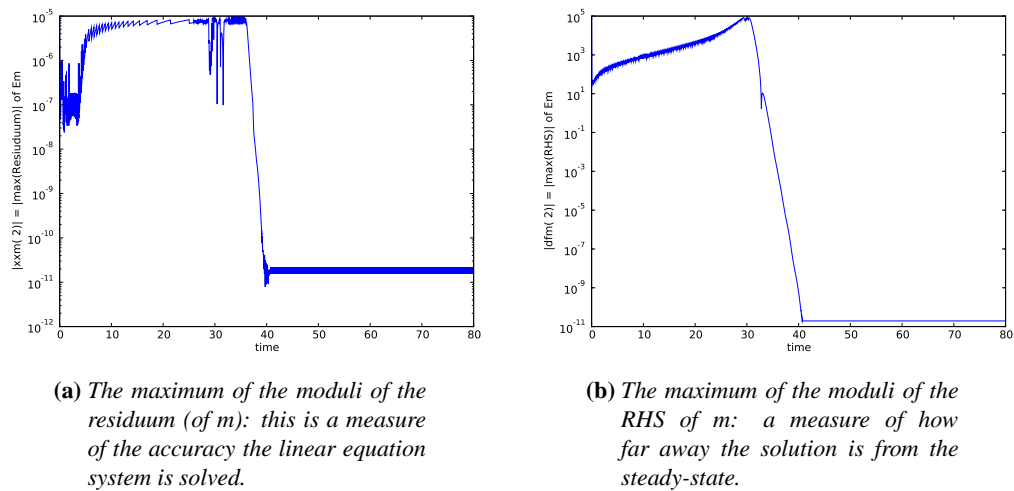 10^-5
10^-6
10^-7
10^-8
10^-9
10^-10
10^-11
10^-12
|xxm( 2)| = |max(Resiuduum)| of Em
0 10 20 30 40 50 60 70 80
time
10^5
10^3
10^1
10^-1
10^-3
10^-5
10^-7
10^-9
10^-11
|dfm( 2)| = |max(RHS)| of Em
0 10 20 30 40 50 60 70 80
time
(a) The maximum of the moduli of the
residuum (of m): this is a measure
of the accuracy the linear equation
system is solved.
(b) The maximum of the moduli of the
RHS of m: a measure of how
far away the solution is from the
steady-state.